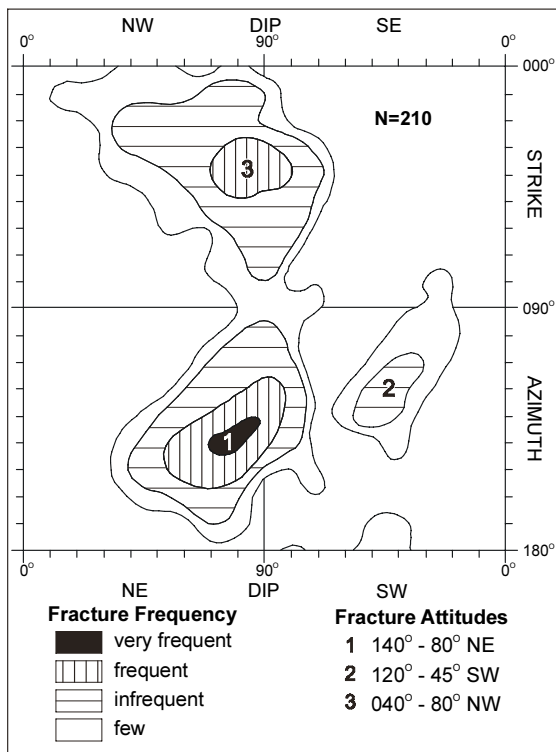 NW DIP SE
0° 90° 0°
000°
N=210
3
STRIKE
090°
2
AZIMUTH
1
180°
0° 90° 0°
NE DIP SW
Fracture Frequency
very frequent
frequent
infrequent
few
Fracture Attitudes
1 140° - 80° NE
2 120° - 45° SW
3 040° - 80° NW